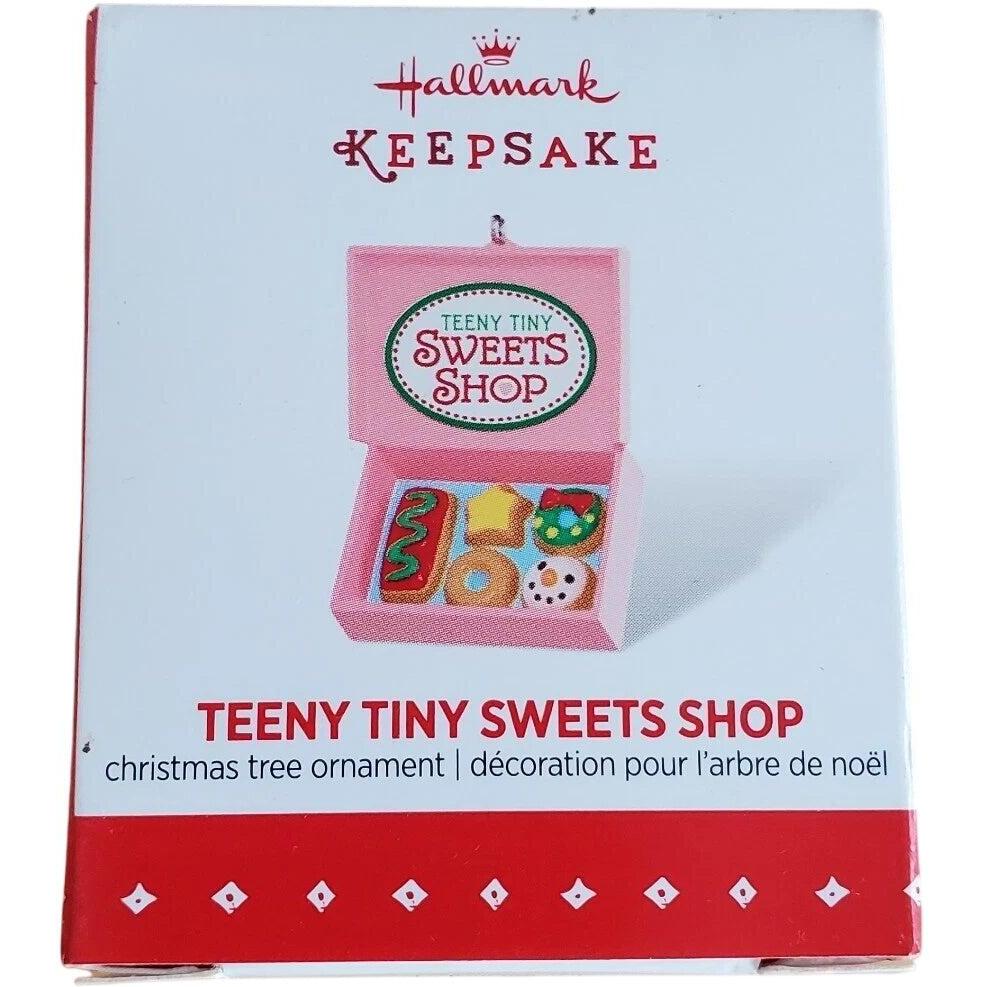 Hallmark
KEEPSAKE
TEENY TINY
SWEETS
SHOP
TEENY TINY SWEETS SHOP
christmas tree ornament | décoration pour l'arbre de noël